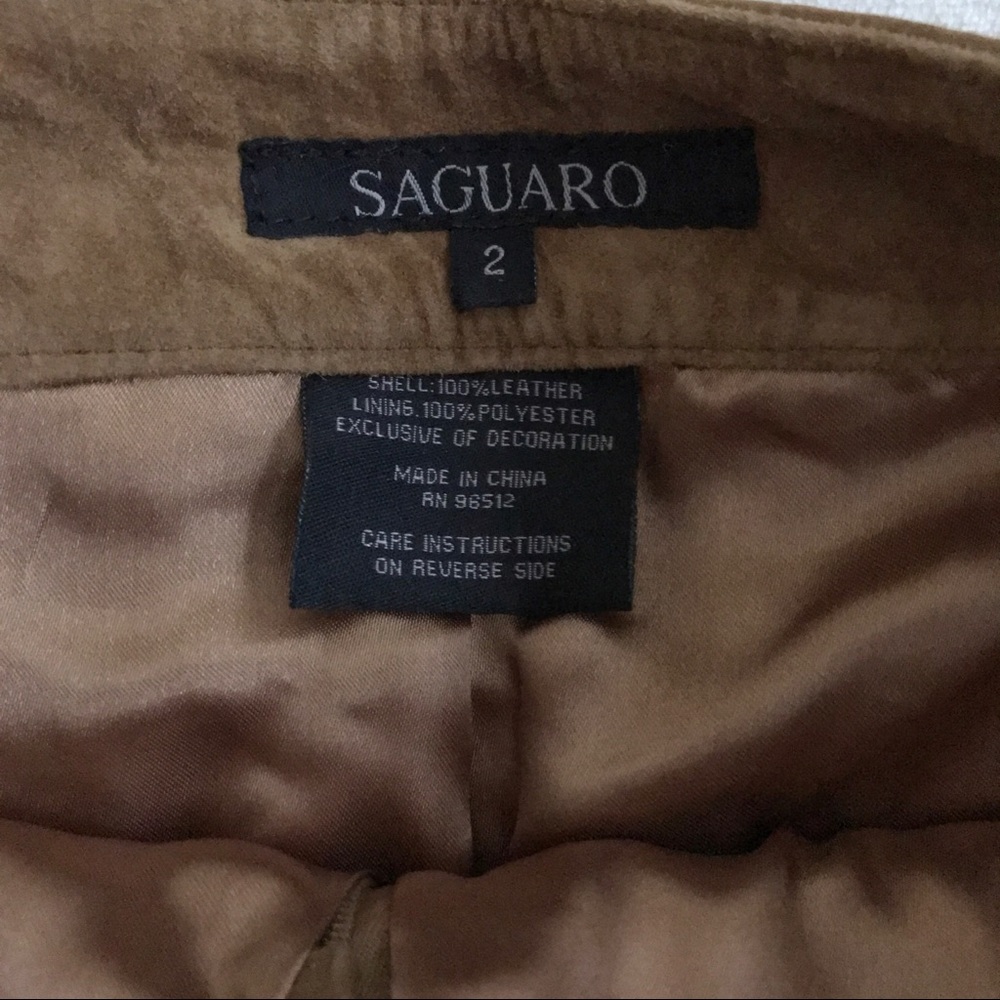 SAGUARO
2
SHELL:100%LEATHER
LINING.100%POLYESTER
EXCLUSIVE OF DECORATION
MADE IN CHINA
RN 96512
CARE INSTRUCTIONS
ON REVERSE SIDE